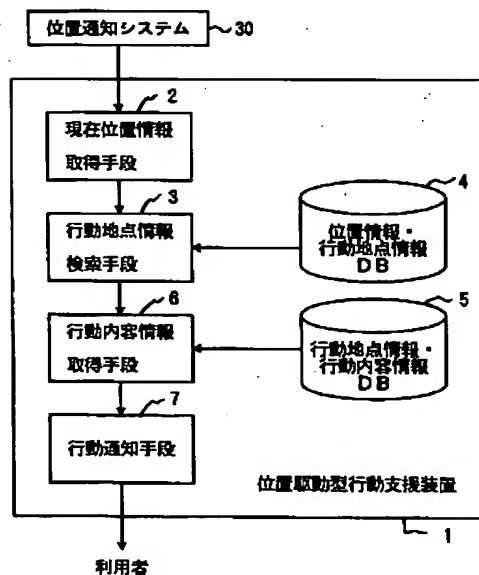 位置通知システム
30
2
現在位置情報
取得手段
3
行動地点情報
検索手段
4
位置情報・
行動地点情報
DB
6
行動内容情報
取得手段
5
行動地点情報・
行動内容情報
DB
7
行動通知手段
位置駆動型行動支援装置
1
利用者